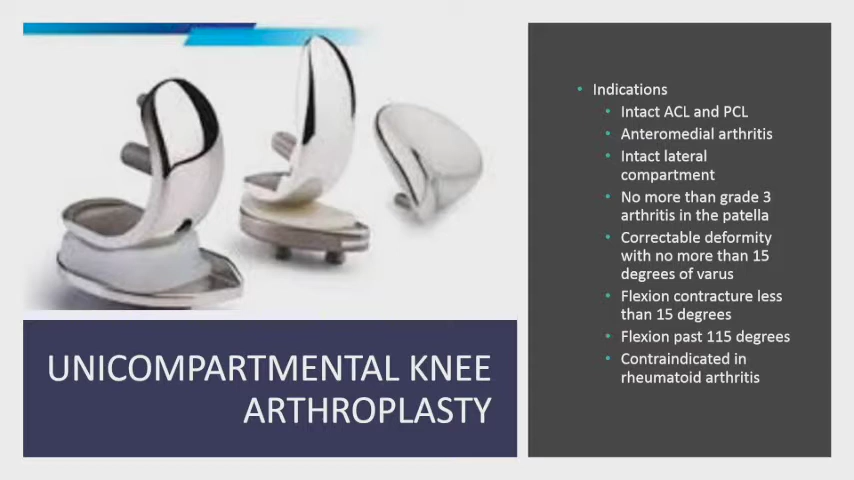 UNICOMPARTMENTAL KNEE
ARTHROPLASTY
• Indications
• Intact ACL and PCL
• Anteromedial arthritis
• Intact lateral
compartment
• No more than grade 3
arthritis in the patella
• Correctable deformity
with no more than 15
degrees of varus
• Flexion contracture less
than 15 degrees
• Flexion past 115 degrees
• Contraindicated in
rheumatoid arthritis